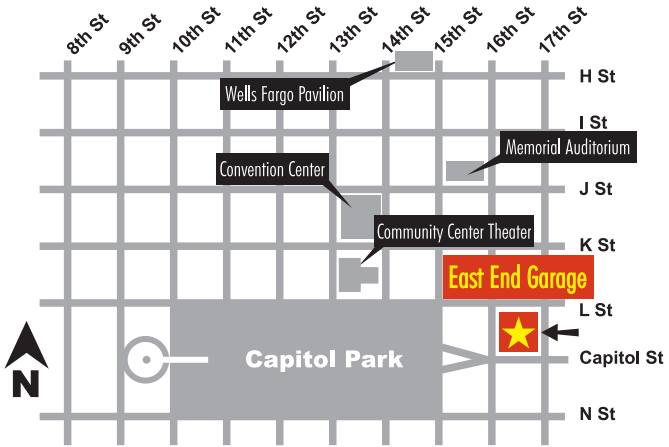 8th St
9th St
10th St
11th St
12th St
13th St
14th St
15th St
16th St
17th St
H St
Wells Fargo Pavilion
I St
Memorial Auditorium
Convention Center
J St
Community Center Theater
K St
East End Garage
L St
Capitol Park
Capitol St
N
N St